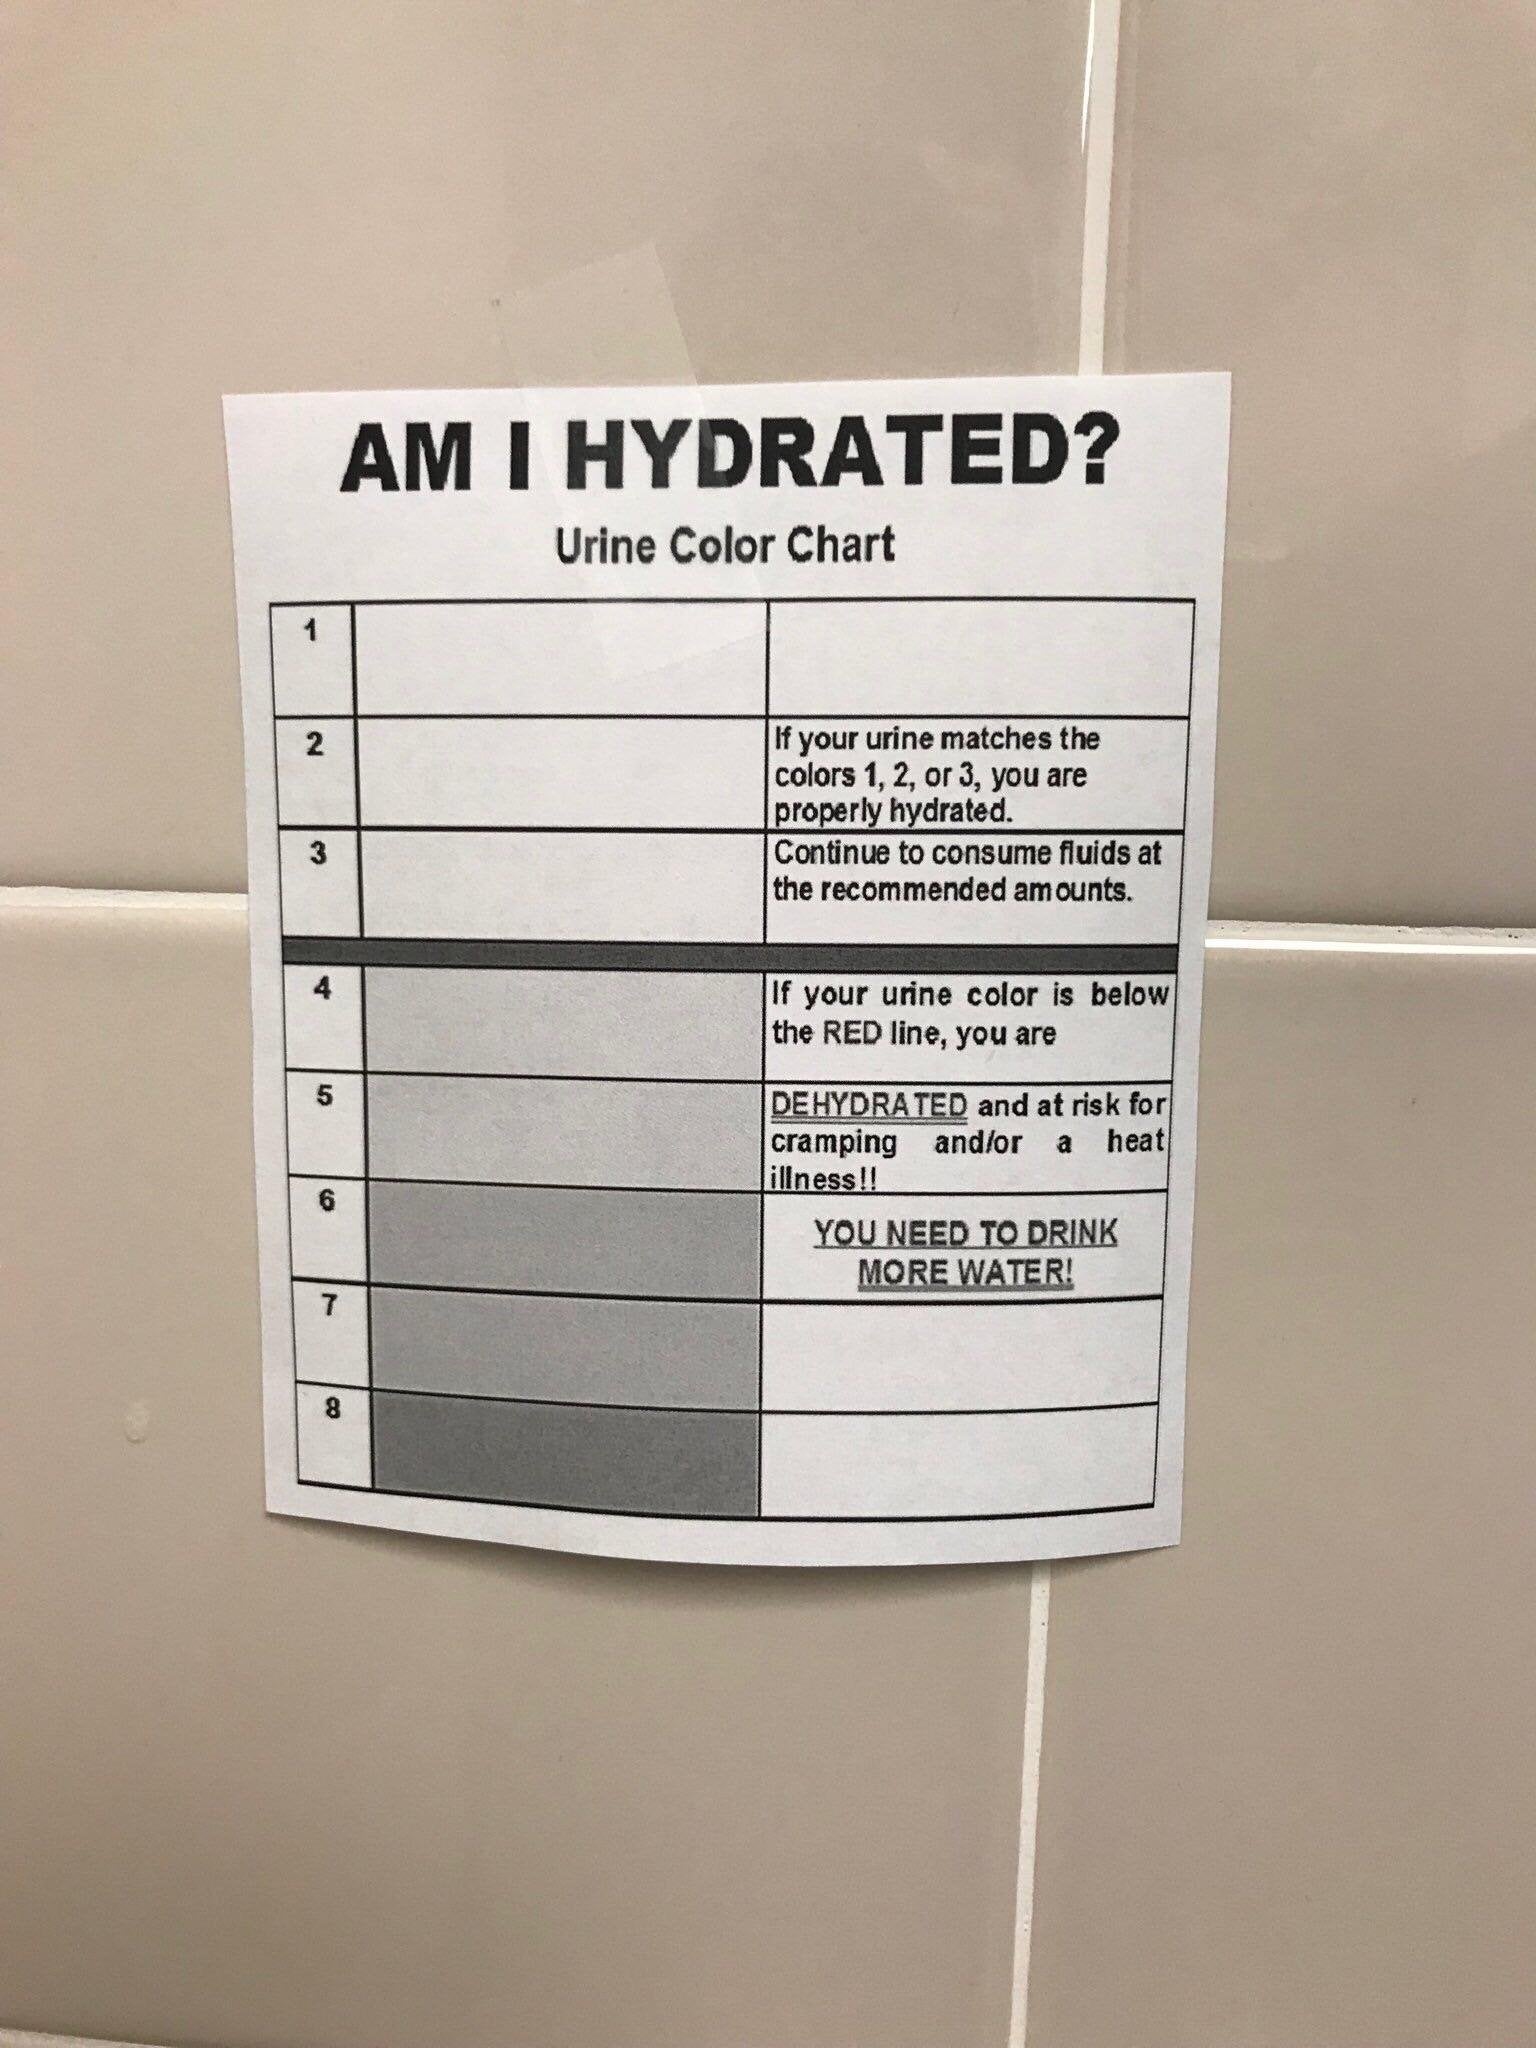 AM I HYDRATED?
Urine Color Chart
1
2
If your urine matches the
colors 1, 2, or 3, you are
properly hydrated.
3
Continue to consume fluids at
the recommended amounts.
4
If your urine color is below
the RED line, you are
5
DEHYDRATED and at risk for
cramping and/or a heat
illness!!
6
YOU NEED TO DRINK
MORE WATER!
7
8